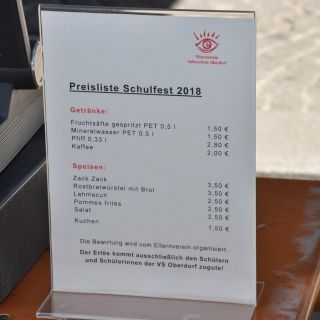 Elternverein
Volksschule Oberdorf
Preisliste Schulfest 2018
Getränke:
Fruchtsäfte gespritzt PET 0,5 l 1,50 €
Mineralwasser PET 0,5 l 1,50 €
Pfiff 0,33 l 2,80 €
Kaffee 2,00 €
Speisen:
Zack Zack 3,50 €
Rostbratwürstel mit Brot 3,50 €
Lahmacun 2,50 €
Pommes frites 2,50 €
Salat 2,50 €
Kuchen 1,50 €
Die Bewirtung wird vom Elternverein organisiert.
Der Erlös kommt ausschließlich den Schülern
und Schülerinnen der VS Oberdorf zugute!